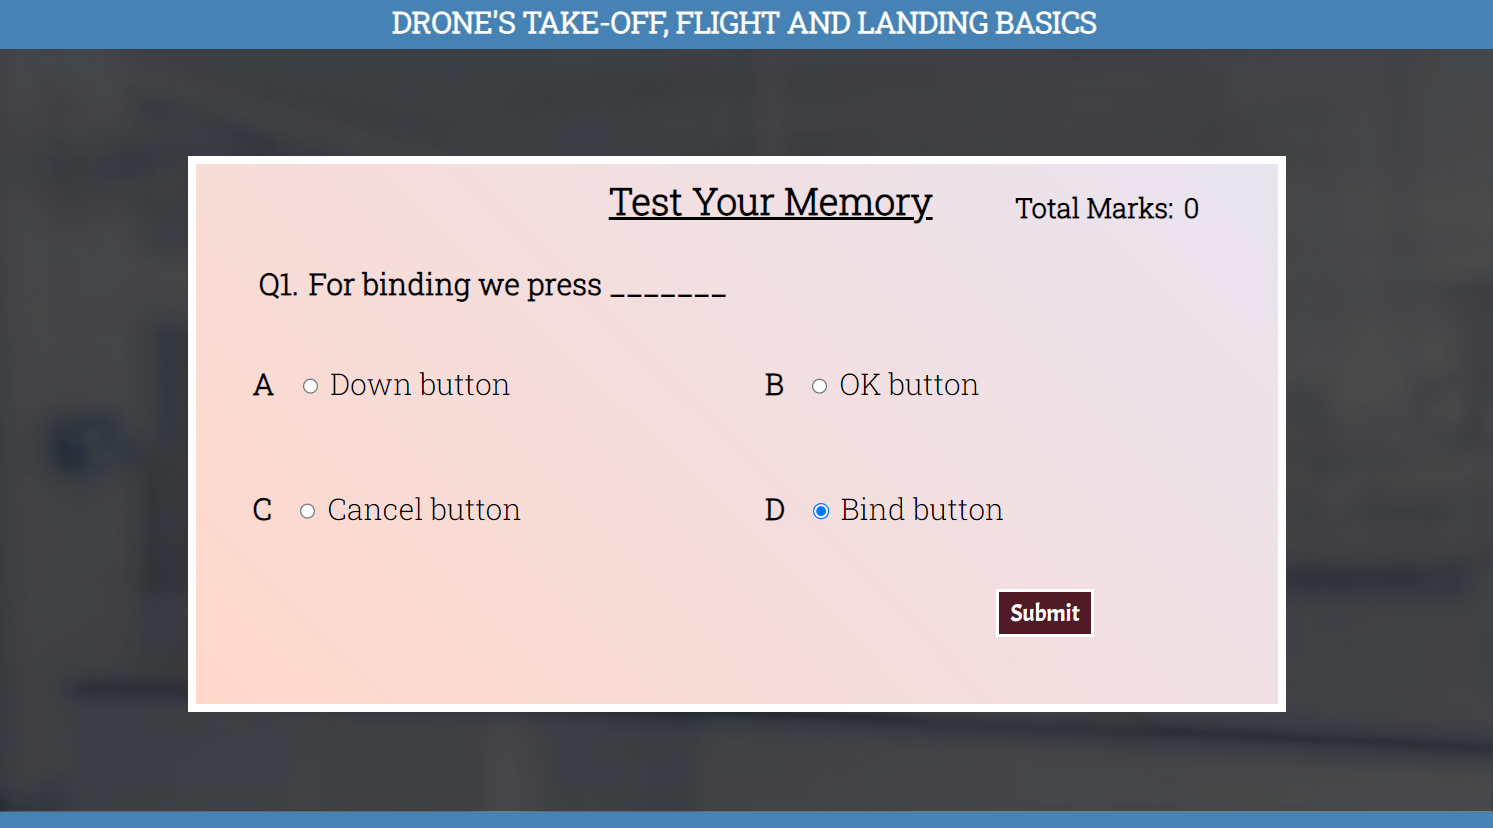 DRONE'S TAKE-OFF, FLIGHT AND LANDING BASICS
Test Your Memory
Total Marks: 0
Q1. For binding we press _______
A Down button
B OK button
C Cancel button
D Bind button
Submit